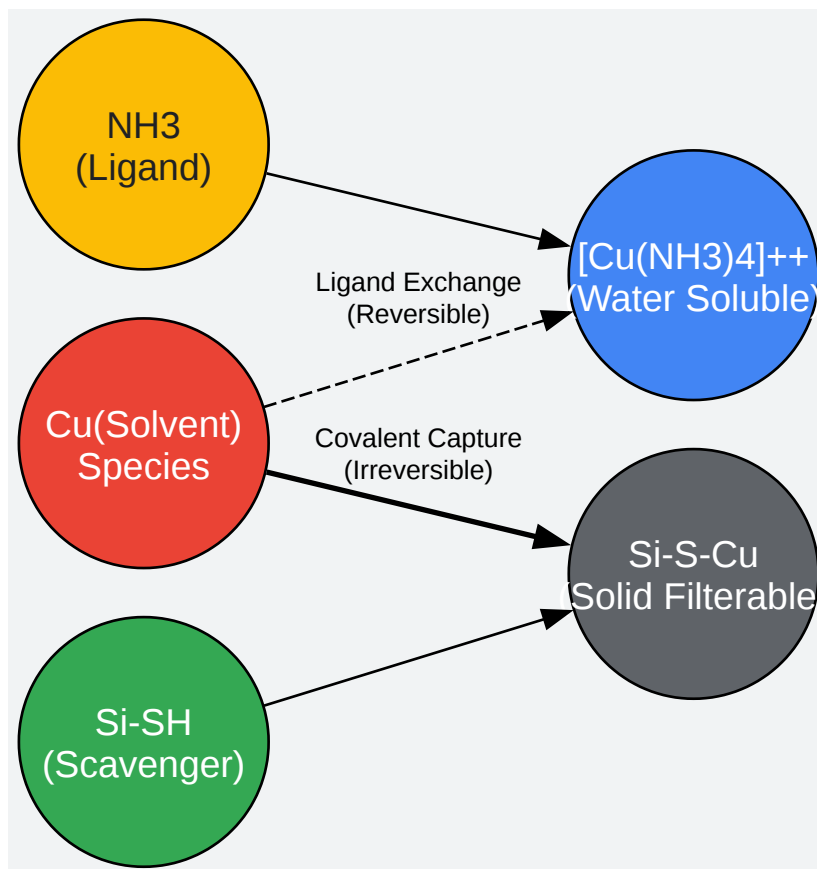 NH3
(Ligand)
[Cu(NH3)4]++
(Water Soluble)
Ligand Exchange
(Reversible)
Cu(Solvent)
Species
Covalent Capture
(Irreversible)
Si-S-Cu
(Solid Filterable
Si-SH
(Scavenger)